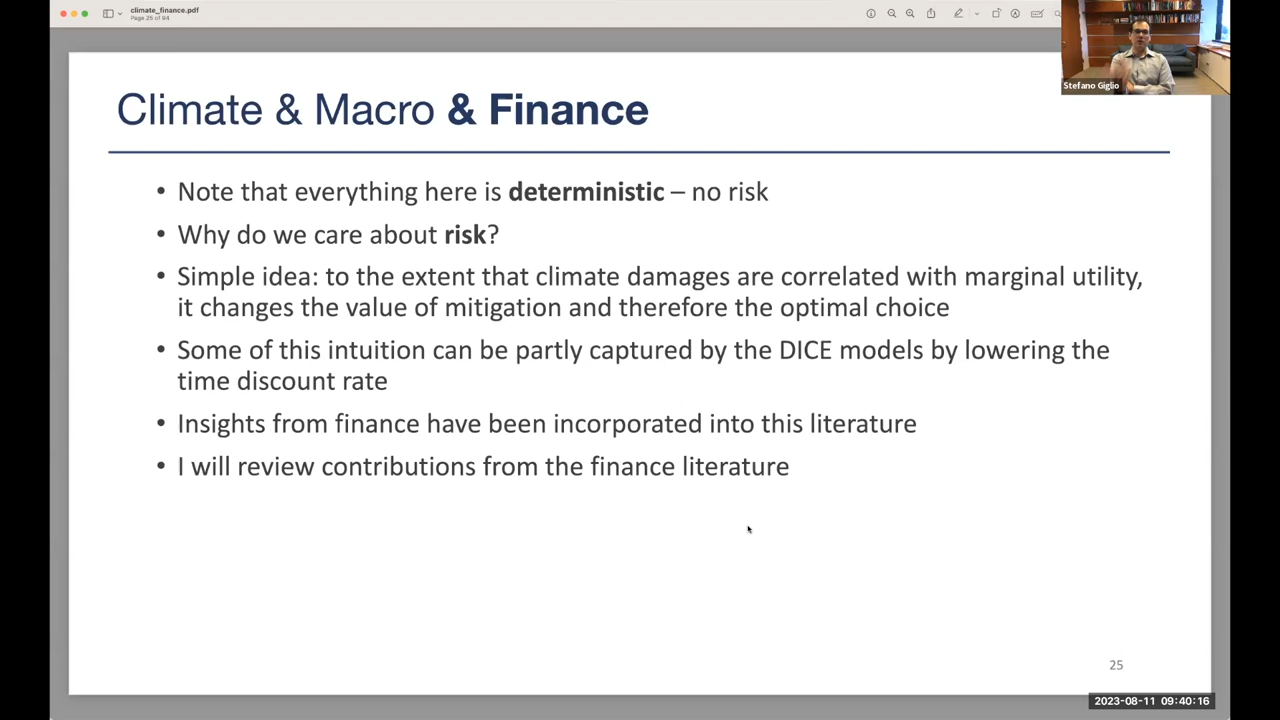 climate_finance.pdf
Page 25 of 94
Stefano Giglio
Climate & Macro & Finance
• Note that everything here is deterministic – no risk
• Why do we care about risk?
• Simple idea: to the extent that climate damages are correlated with marginal utility,
it changes the value of mitigation and therefore the optimal choice
• Some of this intuition can be partly captured by the DICE models by lowering the
time discount rate
• Insights from finance have been incorporated into this literature
• I will review contributions from the finance literature
25
2023-08-11 09:40:16